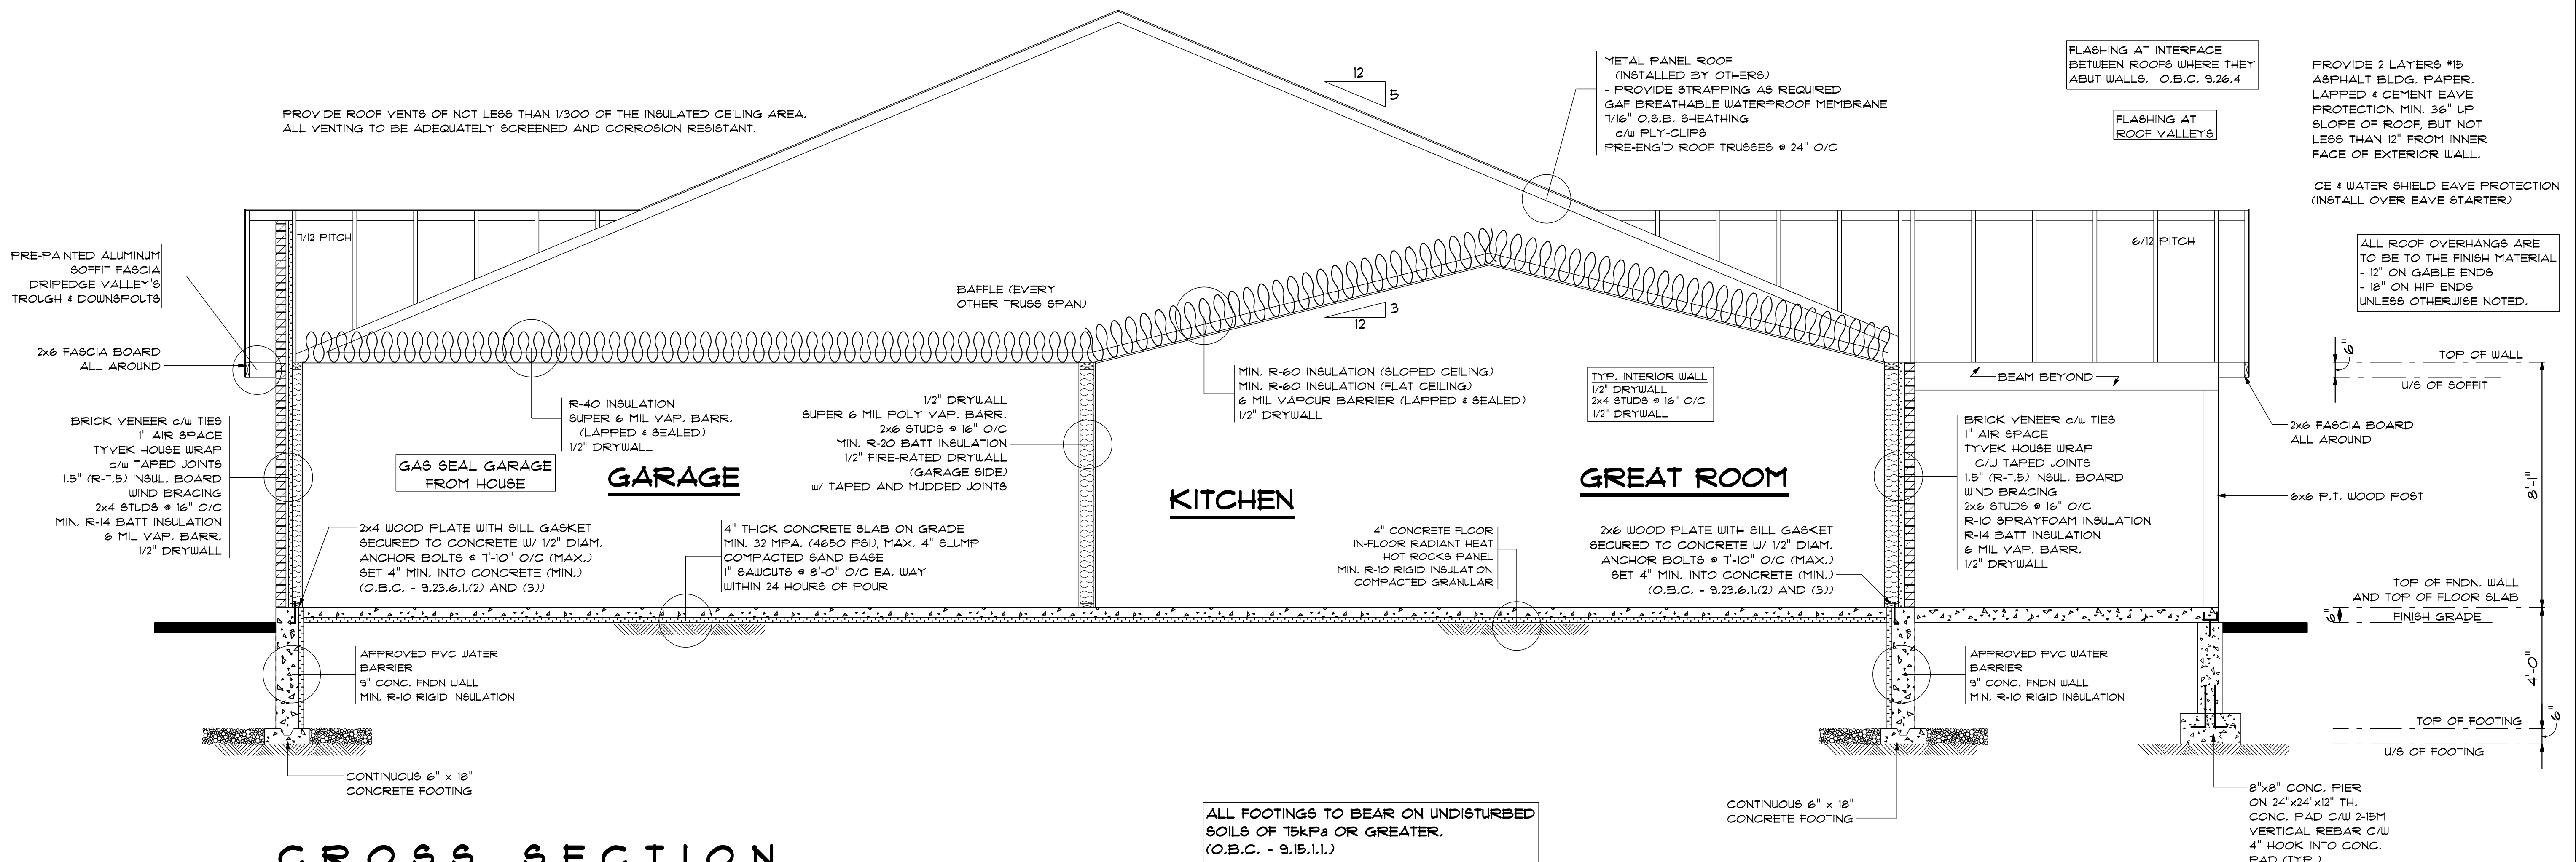 PROVIDE ROOF VENTS OF NOT LESS THAN 1/300 OF THE INSULATED CEILING AREA.
ALL VENTING TO BE ADEQUATELY SCREENED AND CORROSION RESISTANT.
12
5
METAL PANEL ROOF
(INSTALLED BY OTHERS)
- PROVIDE STRAPPING AS REQUIRED
GAF BREATHABLE WATERPROOF MEMBRANE
7/16" O.S.B. SHEATHING
c/w PLY-CLIPS
PRE-ENG'D ROOF TRUSSES @ 24" O/C
FLASHING AT INTERFACE
BETWEEN ROOFS WHERE THEY
ABUT WALLS. O.B.C. 9.26.4
FLASHING AT
ROOF VALLEYS
PROVIDE 2 LAYERS #15
ASPHALT BLDG. PAPER.
LAPPED & CEMENT EAVE
PROTECTION MIN. 36" UP
SLOPE OF ROOF, BUT NOT
LESS THAN 12" FROM INNER
FACE OF EXTERIOR WALL.
ICE & WATER SHIELD EAVE PROTECTION
(INSTALL OVER EAVE STARTER)
ALL ROOF OVERHANGS ARE
TO BE TO THE FINISH MATERIAL
- 12" ON GABLE ENDS
- 18" ON HIP ENDS
UNLESS OTHERWISE NOTED.
7/12 PITCH
6/12 PITCH
PRE-PAINTED ALUMINUM
SOFFIT FASCIA
DRIPEDGE VALLEY'S
TROUGH & DOWNSPOUTS
2x6 FASCIA BOARD
ALL AROUND
BAFFLE (EVERY
OTHER TRUSS SPAN)
3
12
BRICK VENEER c/w TIES
1" AIR SPACE
TYVEK HOUSE WRAP
c/w TAPED JOINTS
1.5" (R-7.5) INSUL. BOARD
WIND BRACING
2x4 STUDS @ 16" O/C
MIN. R-14 BATT INSULATION
6 MIL VAP. BARR.
1/2" DRYWALL
R-40 INSULATION
SUPER 6 MIL VAP. BARR.
(LAPPED & SEALED)
1/2" DRYWALL
GAS SEAL GARAGE
FROM HOUSE
GARAGE
1/2" DRYWALL
SUPER 6 MIL POLY VAP. BARR.
2x6 STUDS @ 16" O/C
MIN. R-20 BATT INSULATION
1/2" FIRE-RATED DRYWALL
(GARAGE SIDE)
w/ TAPED AND MUDDED JOINTS
MIN. R-60 INSULATION (SLOPED CEILING)
MIN. R-60 INSULATION (FLAT CEILING)
6 MIL VAPOUR BARRIER (LAPPED & SEALED)
1/2" DRYWALL
KITCHEN
TYP. INTERIOR WALL
1/2" DRYWALL
2x4 STUDS @ 16" O/C
1/2" DRYWALL
GREAT ROOM
BEAM BEYOND
BRICK VENEER c/w TIES
1" AIR SPACE
TYVEK HOUSE WRAP
C/W TAPED JOINTS
1.5" (R-7.5) INSUL. BOARD
WIND BRACING
2x6 STUDS @ 16" O/C
R-10 SPRAYFOAM INSULATION
R-14 BATT INSULATION
6 MIL VAP. BARR.
1/2" DRYWALL
2x6 FASCIA BOARD
ALL AROUND
6x6 P.T. WOOD POST
6"
TOP OF WALL
U/S OF SOFFIT
8'-1"
2x4 WOOD PLATE WITH SILL GASKET
SECURED TO CONCRETE W/ 1/2" DIAM.
ANCHOR BOLTS @ 7'-10" O/C (MAX.)
SET 4" MIN. INTO CONCRETE (MIN.)
(O.B.C. - 9.23.6.1.(2) AND (3))
4" THICK CONCRETE SLAB ON GRADE
MIN. 32 MPA. (4650 PSI), MAX. 4" SLUMP
COMPACTED SAND BASE
1" SAWCUTS @ 8'-0" O/C EA. WAY
WITHIN 24 HOURS OF POUR
4" CONCRETE FLOOR
IN-FLOOR RADIANT HEAT
HOT ROCKS PANEL
MIN. R-10 RIGID INSULATION
COMPACTED GRANULAR
2x6 WOOD PLATE WITH SILL GASKET
SECURED TO CONCRETE W/ 1/2" DIAM.
ANCHOR BOLTS @ 7'-10" O/C (MAX.)
SET 4" MIN. INTO CONCRETE (MIN.)
(O.B.C. - 9.23.6.1.(2) AND (3))
TOP OF FNDN. WALL
AND TOP OF FLOOR SLAB
6"
FINISH GRADE
4'-0"
APPROVED PVC WATER
BARRIER
9" CONC. FNDN WALL
MIN. R-10 RIGID INSULATION
APPROVED PVC WATER
BARRIER
9" CONC. FNDN WALL
MIN. R-10 RIGID INSULATION
TOP OF FOOTING
6"
U/S OF FOOTING
CONTINUOUS 6" x 18"
CONCRETE FOOTING
CONTINUOUS 6" x 18"
CONCRETE FOOTING
8"x8" CONC. PIER
ON 24"x24"x12" TH.
CONC. PAD C/W 2-15M
VERTICAL REBAR C/W
4" HOOK INTO CONC.
PAD (TYP.)
ALL FOOTINGS TO BEAR ON UNDISTURBED
SOILS OF 75kPa OR GREATER.
(O.B.C. - 9.15.1.1.)
CROSS SECTION